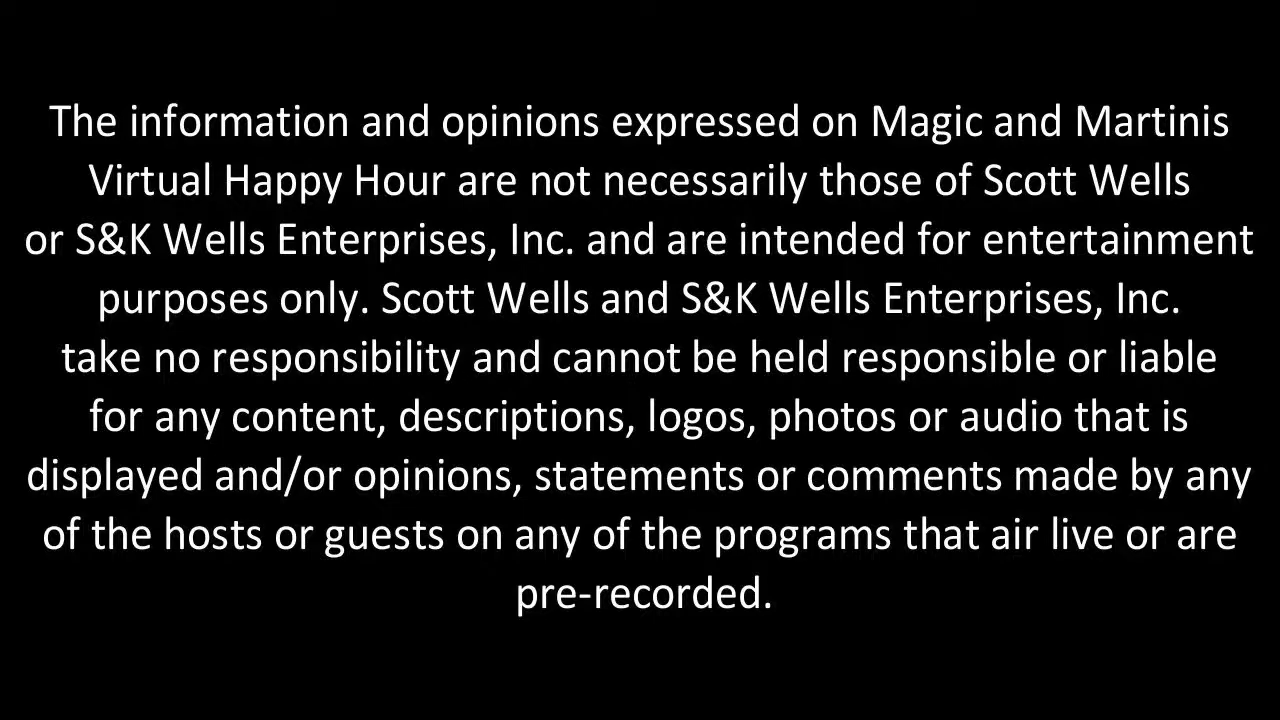 The information and opinions expressed on Magic and Martinis
Virtual Happy Hour are not necessarily those of Scott Wells
or S&K Wells Enterprises, Inc. and are intended for entertainment
purposes only. Scott Wells and S&K Wells Enterprises, Inc.
take no responsibility and cannot be held responsible or liable
for any content, descriptions, logos, photos or audio that is
displayed and/or opinions, statements or comments made by any
of the hosts or guests on any of the programs that air live or are
pre-recorded.